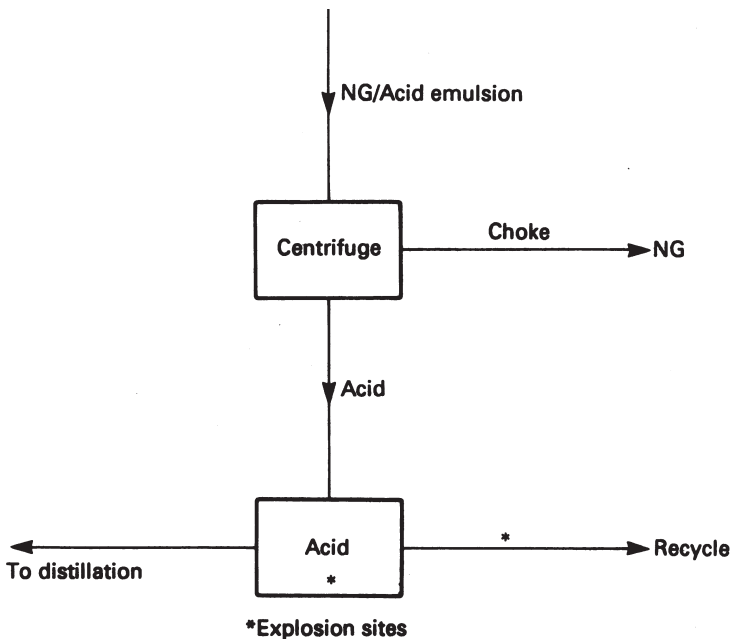 NG/Acid emulsion
Centrifuge
Choke
NG
Acid
Acid
*
*
Recycle
To distillation
*Explosion sites